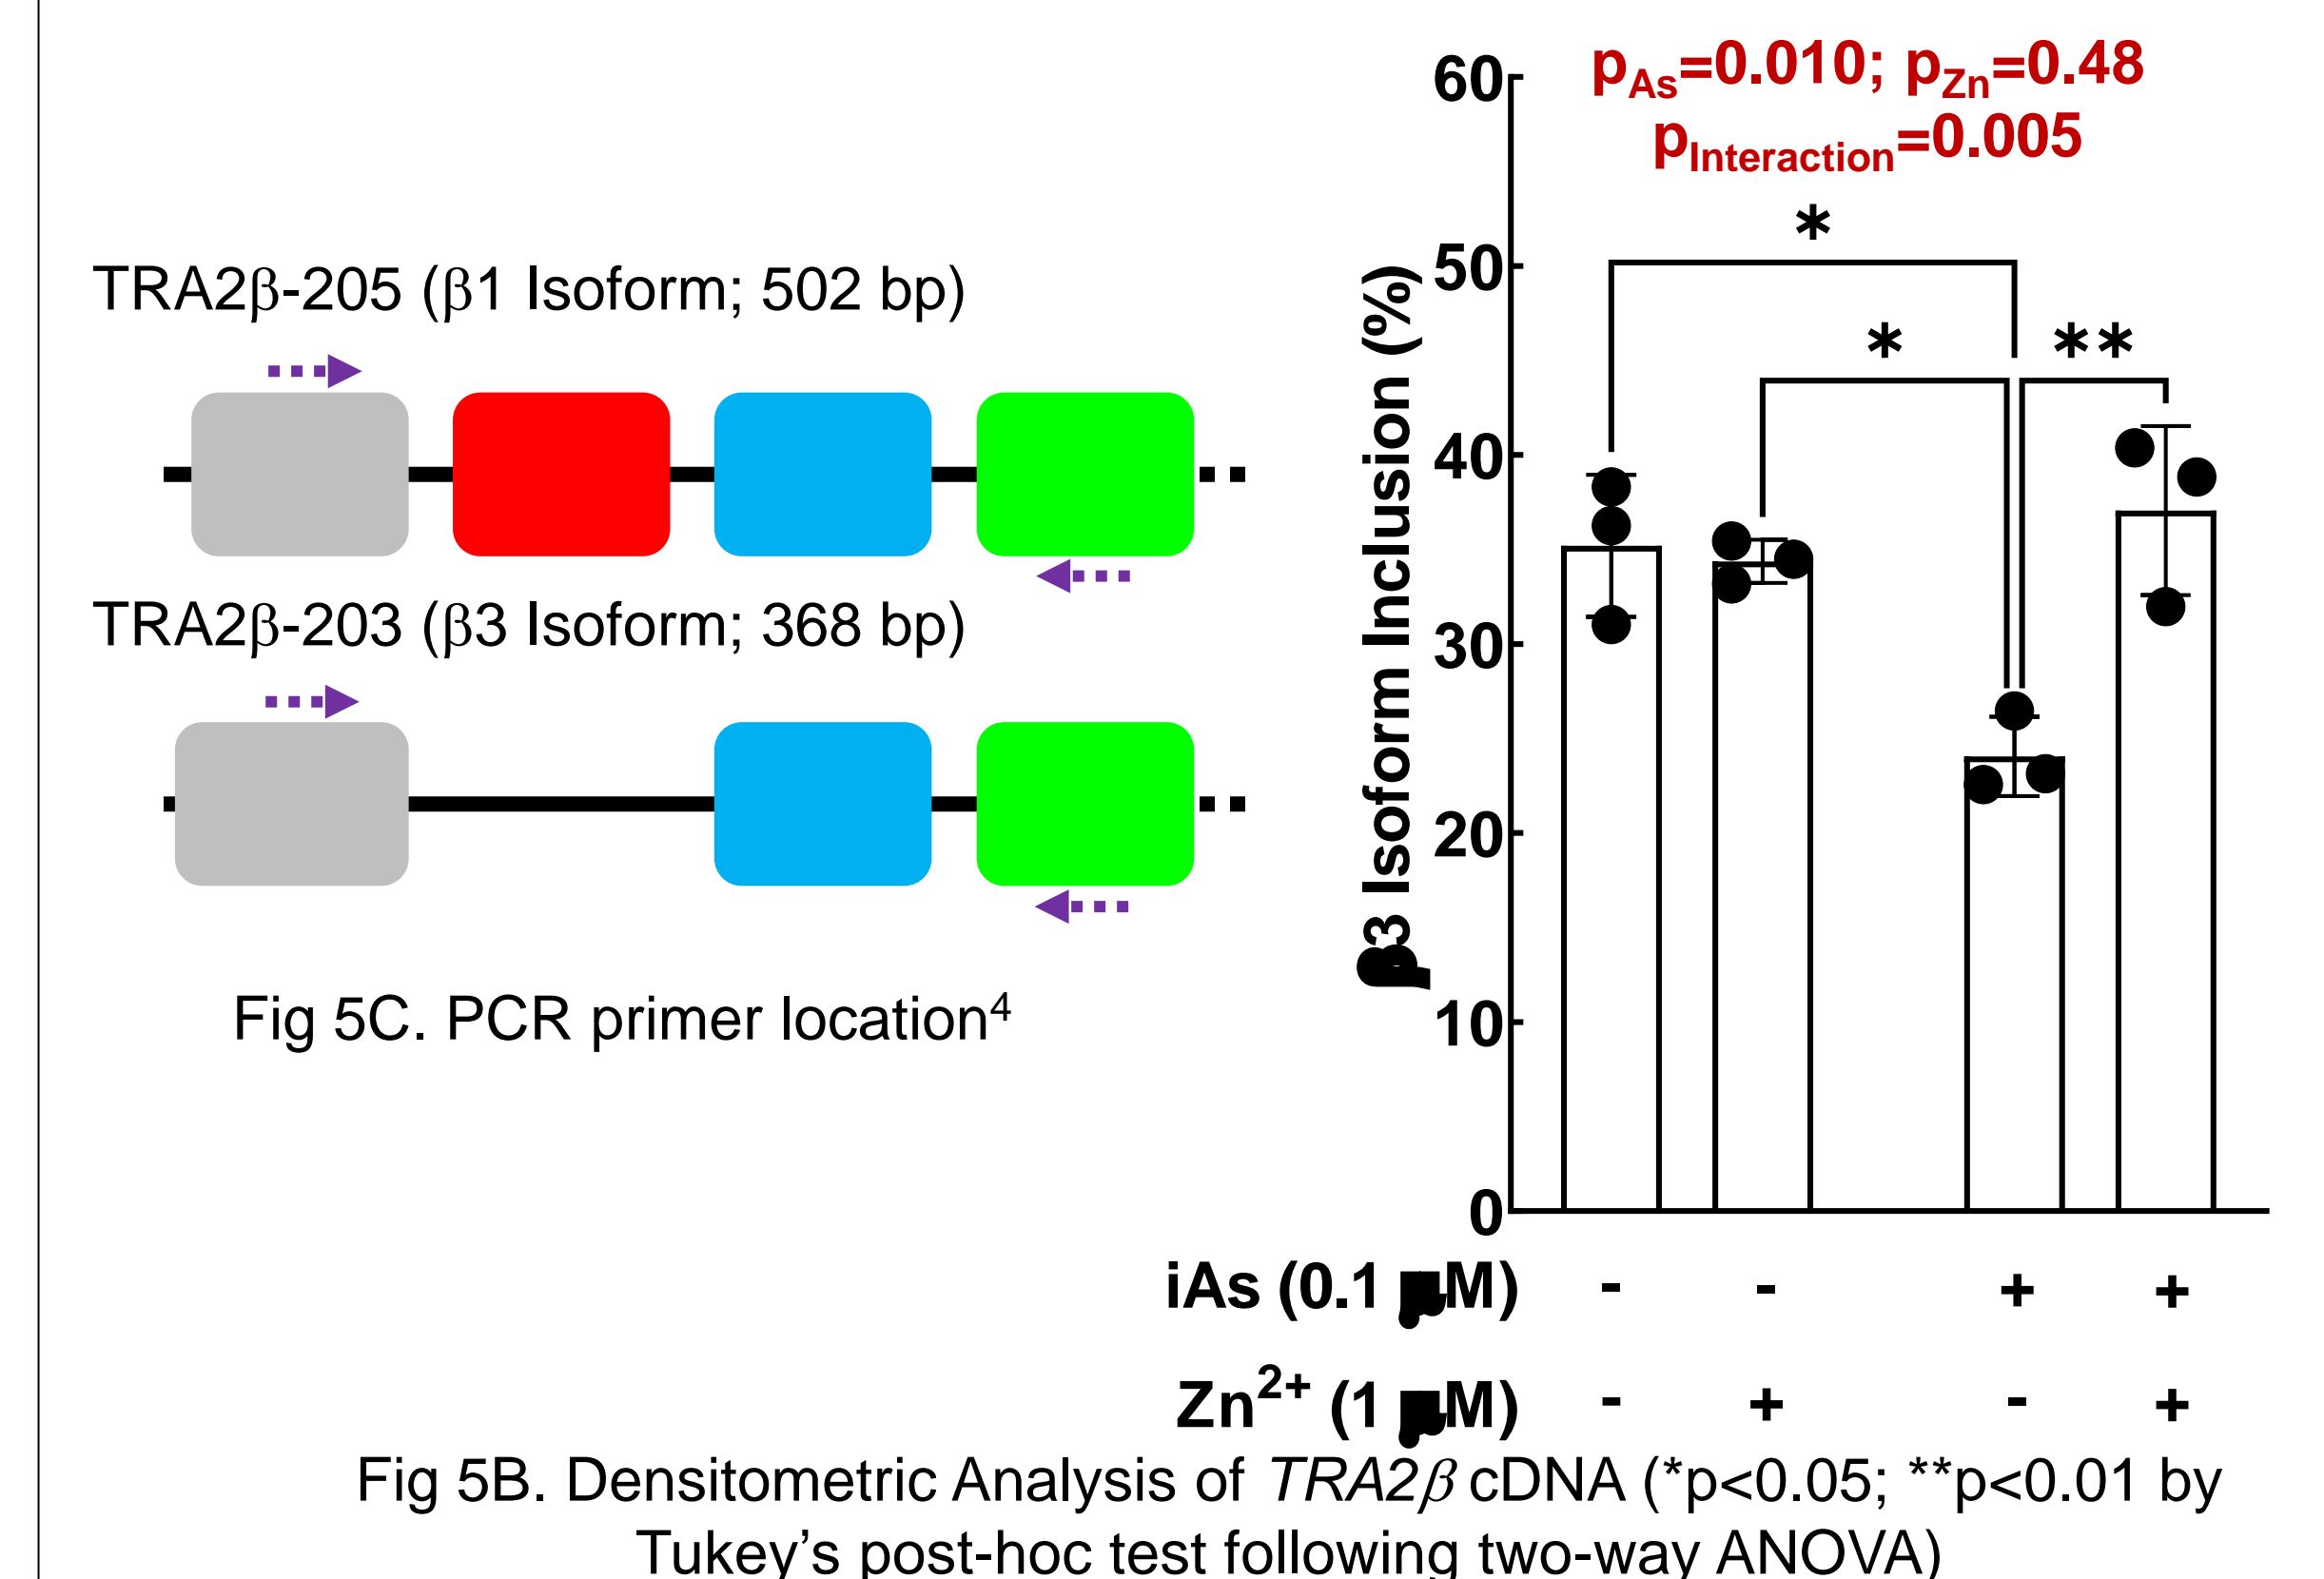 TRA2β-205 (β1 Isoform; 502 bp)
TRA2β-203 (β3 Isoform; 368 bp)
Fig 5C. PCR primer location⁴
p_As=0.010; p_Zn=0.48
p_Interaction=0.005
*
* **
β3 Isoform Inclusion (%)
60
50
40
30
20
10
0
iAs (0.1 μM) - - + +
Zn²⁺ (1 μM) - + - +
Fig 5B. Densitometric Analysis of TRA2β cDNA (*p<0.05; **p<0.01 by
Tukey’s post-hoc test following two-way ANOVA)